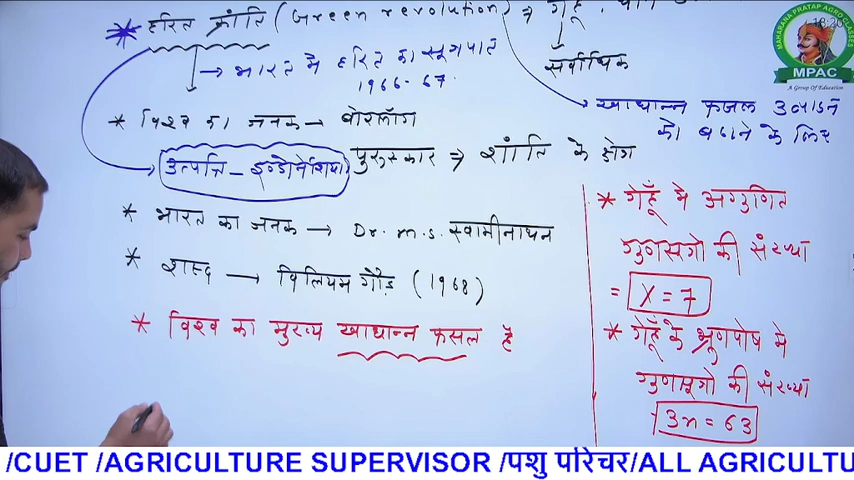 * हरित क्रांति (Green revolution) ⇒ गेहूँ,
→ भारत में हरित का सूत्रपात
1966-67.
सर्वाधिक
→ खाद्यान्न फसल उत्पादन
को बढाने के लिए
* विश्व का जनक → बोरलॉग
पुरुस्कार ⇒ शांति के क्षेत्र
उत्पत्ति - इण्डोनेशिया
* भारत का जनक → Dr. M.S. स्वामीनाथन
* शब्द → विलियम गौड (1968)
* विश्व का मुख्य खाद्यान्न फसल है
* गेहूँ में अगुणित
गुणसूत्रो की संख्या
= X = 7
* गेहूँ के भ्रूणपोष मे
गुणसूत्रो की संख्या
3n = 63
MAHARANA PRATAP AGRO CLASSES
MPAC
A Group Of Education
/CUET /AGRICULTURE SUPERVISOR /पशु परिचर/ALL AGRICULTU